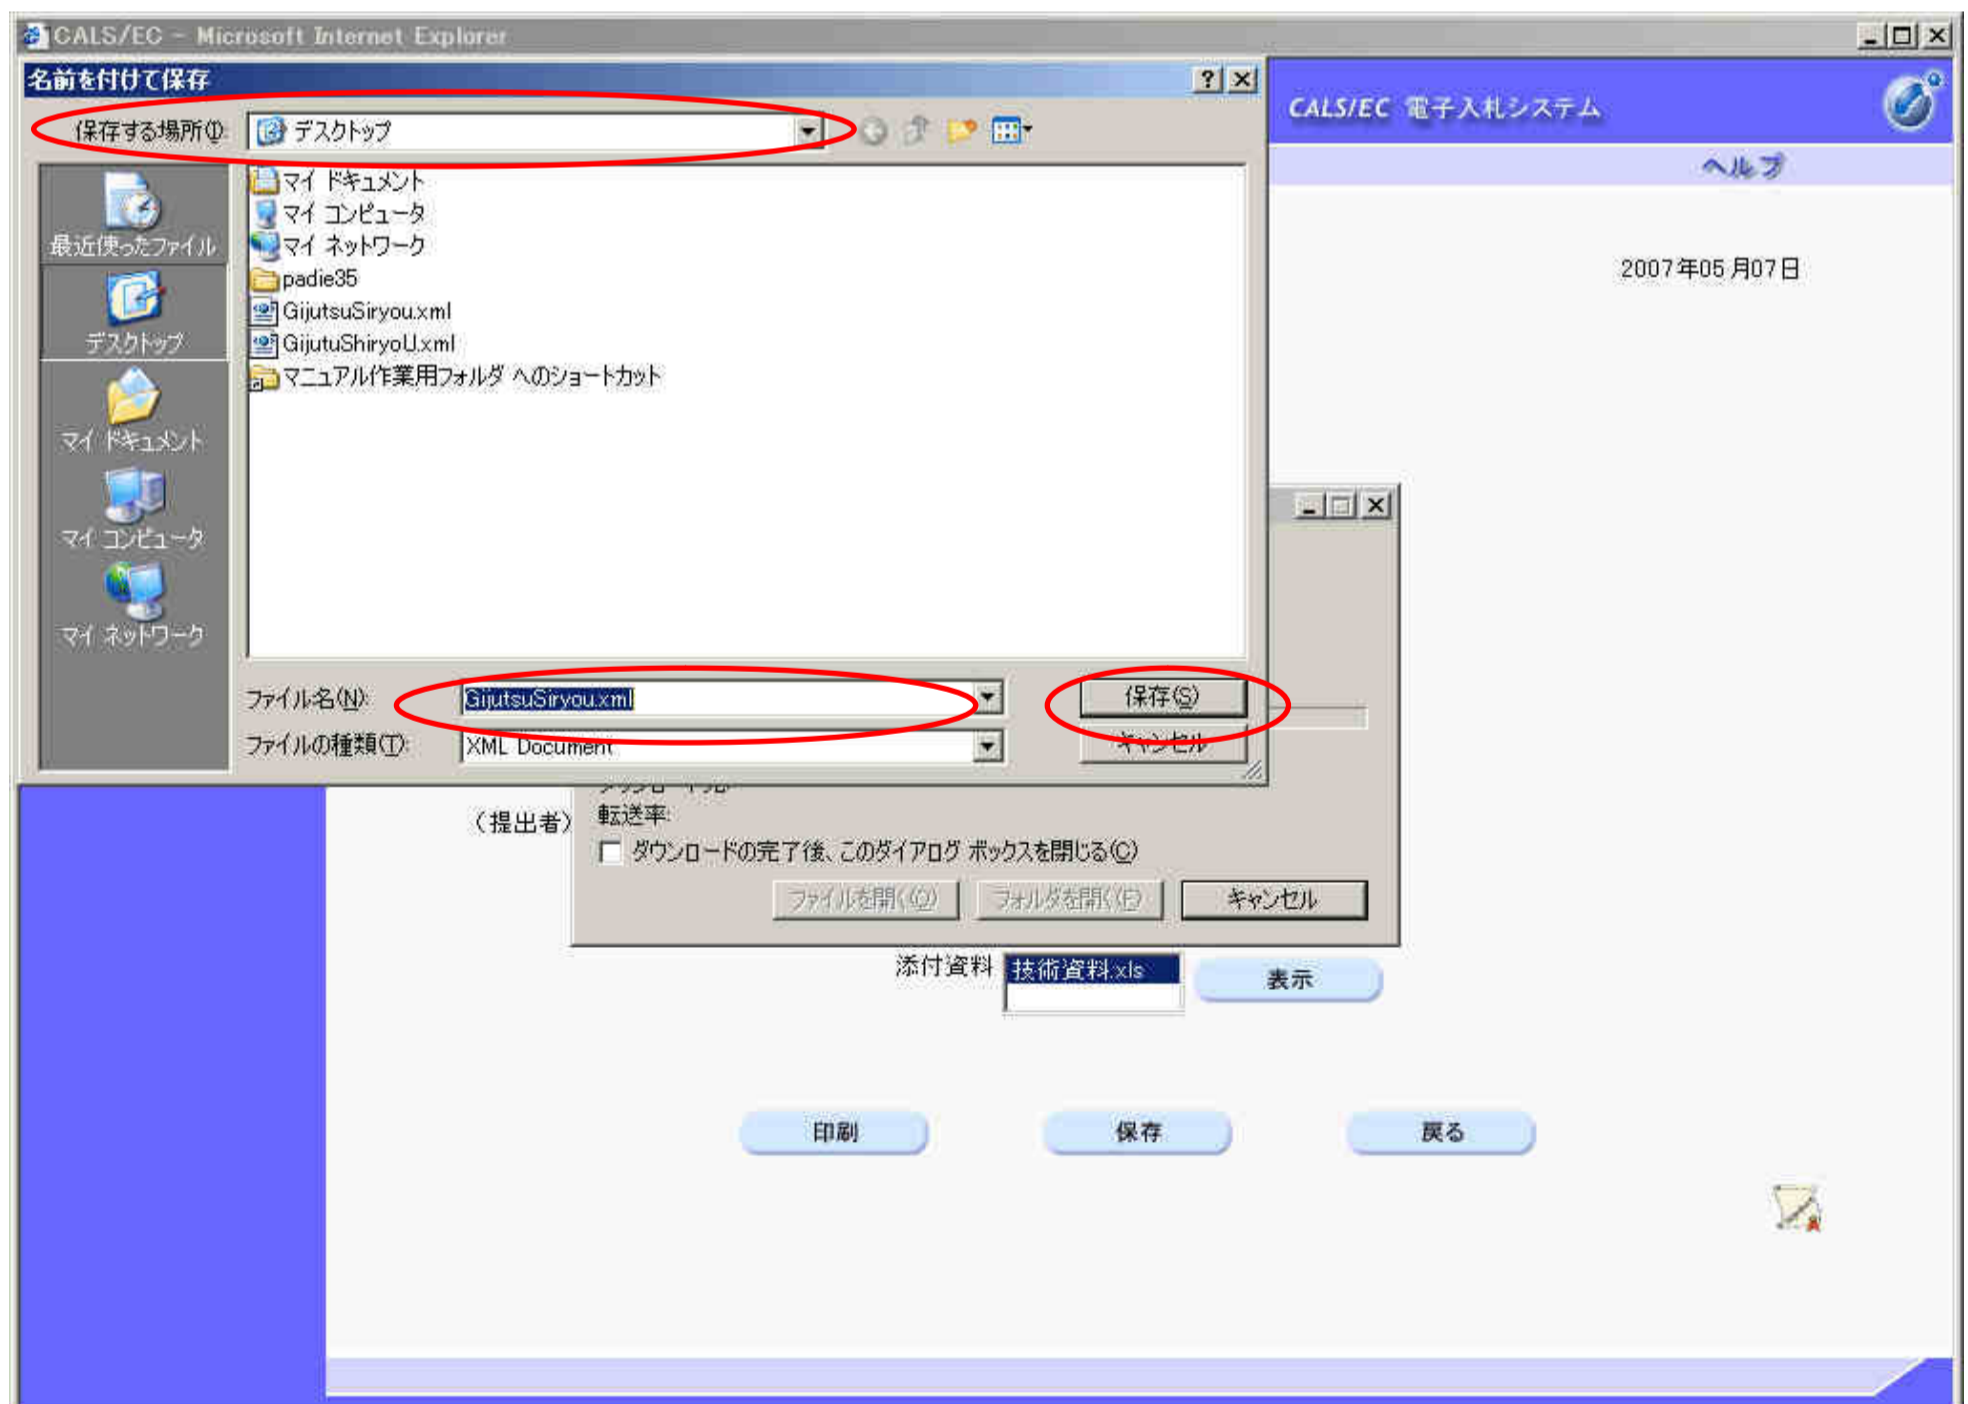 CALS/EC - Microsoft Internet Explorer
名前を付けて保存
保存する場所(I):
デスクトップ
CALS/EC 電子入札システム
ヘルプ
2007年05月07日
最近使ったファイル
デスクトップ
マイ ドキュメント
マイ コンピュータ
マイ ネットワーク
マイ ドキュメント
マイ コンピュータ
マイ ネットワーク
padie35
GijutsuSiryou.xml
GijutuShiryoU.xml
マニュアル作業用フォルダ へのショートカット
ファイル名(N):
GijutsuSiryou.xml
保存(S)
ファイルの種類(T):
XML Document
キャンセル
(提出者)
転送率:
ダウンロードの完了後、このダイアログ ボックスを閉じる(C)
ファイルを開く(O)
フォルダを開く(F)
キャンセル
添付資料
技術資料.xls
表示
印刷
保存
戻る